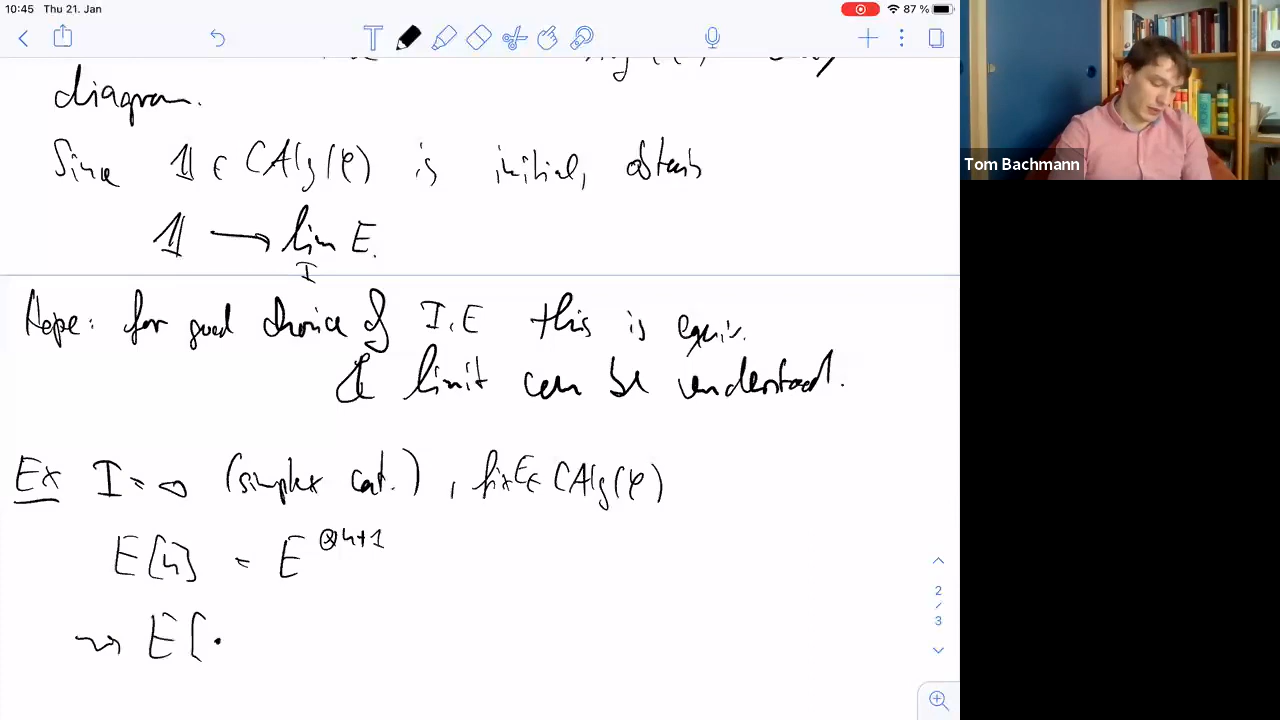 10:45 Thu 21. Jan
87 %
diagram.
Since 𝟙 ∈ CAlg(𝒞) is initial, obtain
𝟙 → lim E.
I
Hope: for good choice of I, E this is equiv.
& limit can be understood.
Ex I = Δ (simplex cat.), fix E ∈ CAlg(𝒞)
E[n] = E^{⊗n+1}
⇝ E[·
2
/
3
Tom Bachmann